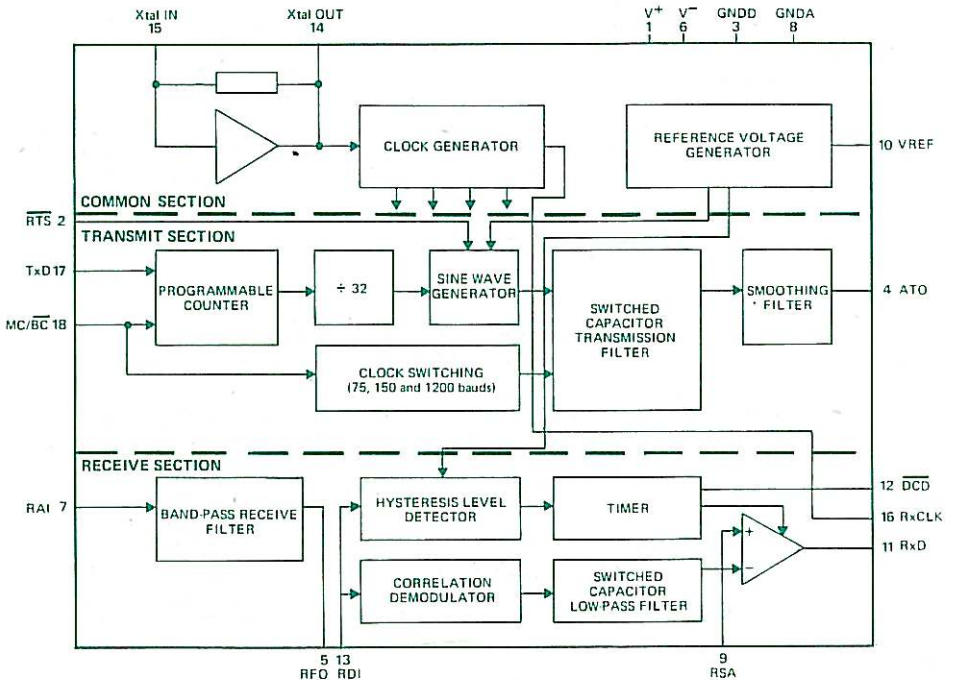 Xtal IN
15
Xtal OUT
14
V+
1
V−
6
GNDD
3
GNDA
8
CLOCK GENERATOR
REFERENCE VOLTAGE
GENERATOR
10 VREF
COMMON SECTION
RTS 2
TRANSMIT SECTION
TxD 17
PROGRAMMABLE
COUNTER
÷ 32
SINE WAVE
GENERATOR
SWITCHED
CAPACITOR
TRANSMISSION
FILTER
SMOOTHING
FILTER
4 ATO
MC/BC 18
CLOCK SWITCHING
(75, 150 and 1200 bauds)
RECEIVE SECTION
RAI 7
BAND-PASS RECEIVE
FILTER
HYSTERESIS LEVEL
DETECTOR
TIMER
12 DCD
16 RxCLK
11 RxD
+
−
CORRELATION
DEMODULATOR
SWITCHED
CAPACITOR
LOW-PASS FILTER
5
RFO
13
RDI
9
RSA